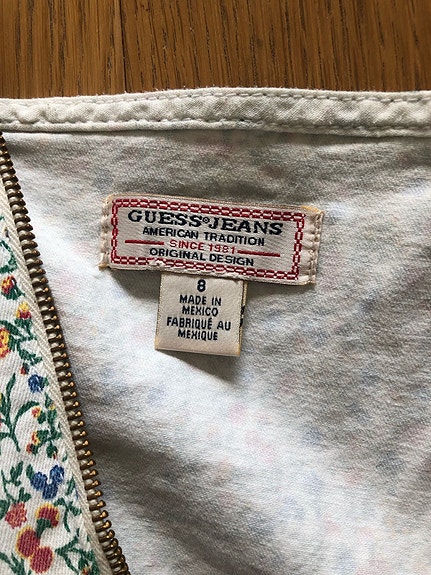 GUESS® JEANS
AMERICAN TRADITION
SINCE 1981
ORIGINAL DESIGN
8
MADE IN
MEXICO
FABRIQUÉ AU
MEXIQUE